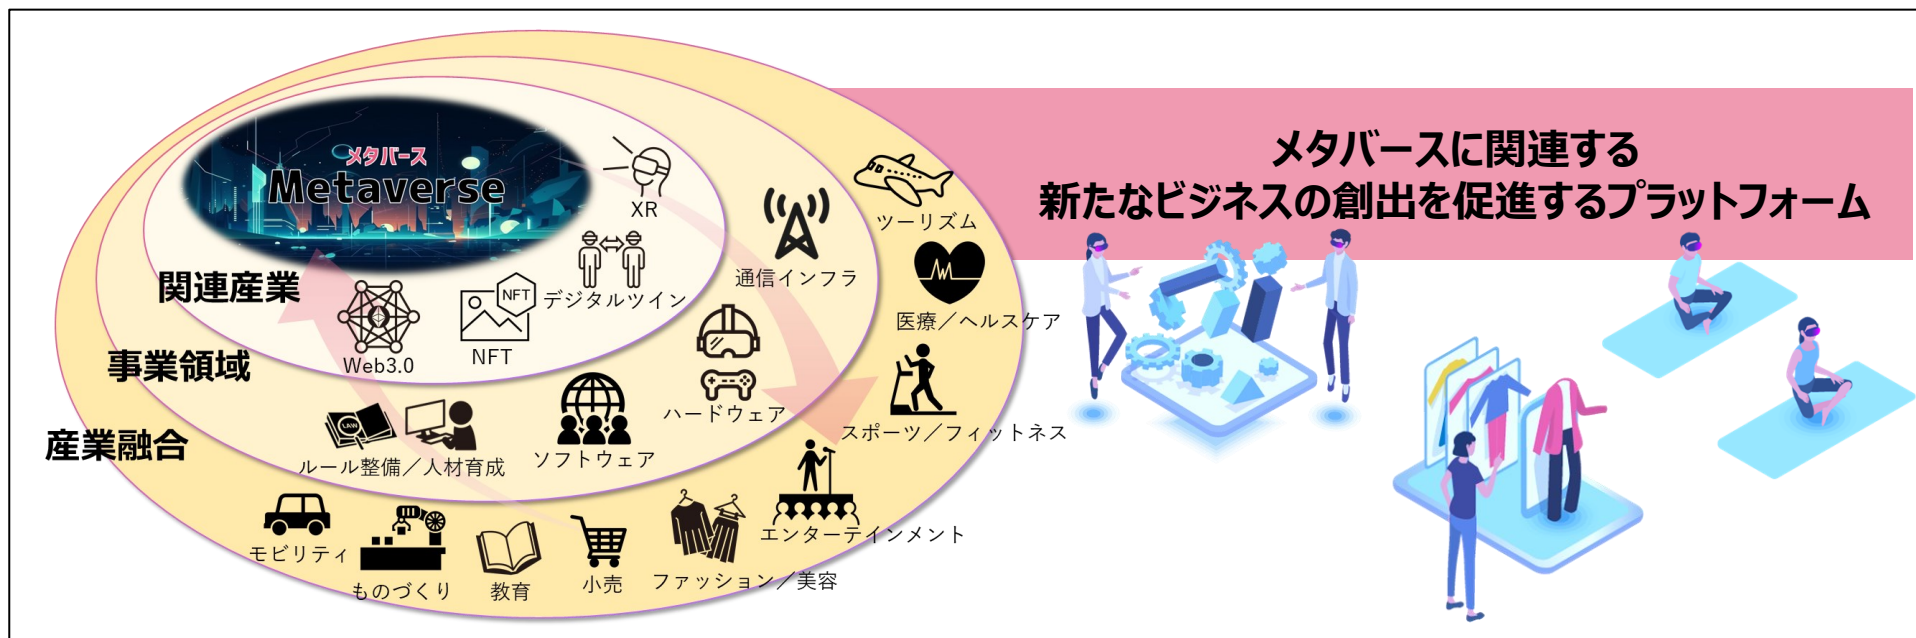 メタバースに関連する
新たなビジネスの創出を促進するプラットフォーム
メタバース
Metaverse
XR
デジタルツイン
NFT
NFT
Web3.0
関連産業
通信インフラ
ハードウェア
ソフトウェア
LAW
ルール整備／人材育成
事業領域
ツーリズム
医療／ヘルスケア
スポーツ／フィットネス
エンターテインメント
ファッション／美容
小売
教育
ものづくり
モビリティ
産業融合